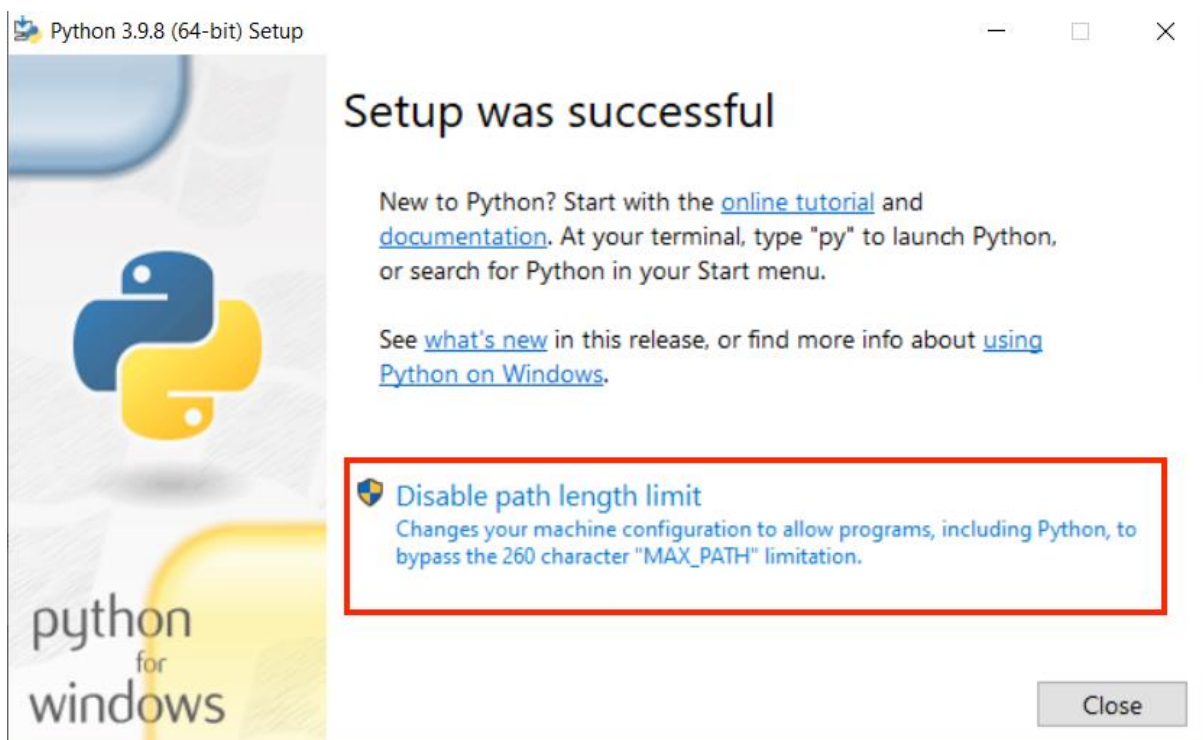 Python 3.9.8 (64-bit) Setup
Setup was successful
New to Python? Start with the online tutorial and
documentation. At your terminal, type "py" to launch Python,
or search for Python in your Start menu.
See what's new in this release, or find more info about using
Python on Windows.
Disable path length limit
Changes your machine configuration to allow programs, including Python, to
bypass the 260 character "MAX_PATH" limitation.
python
for
windows
Close